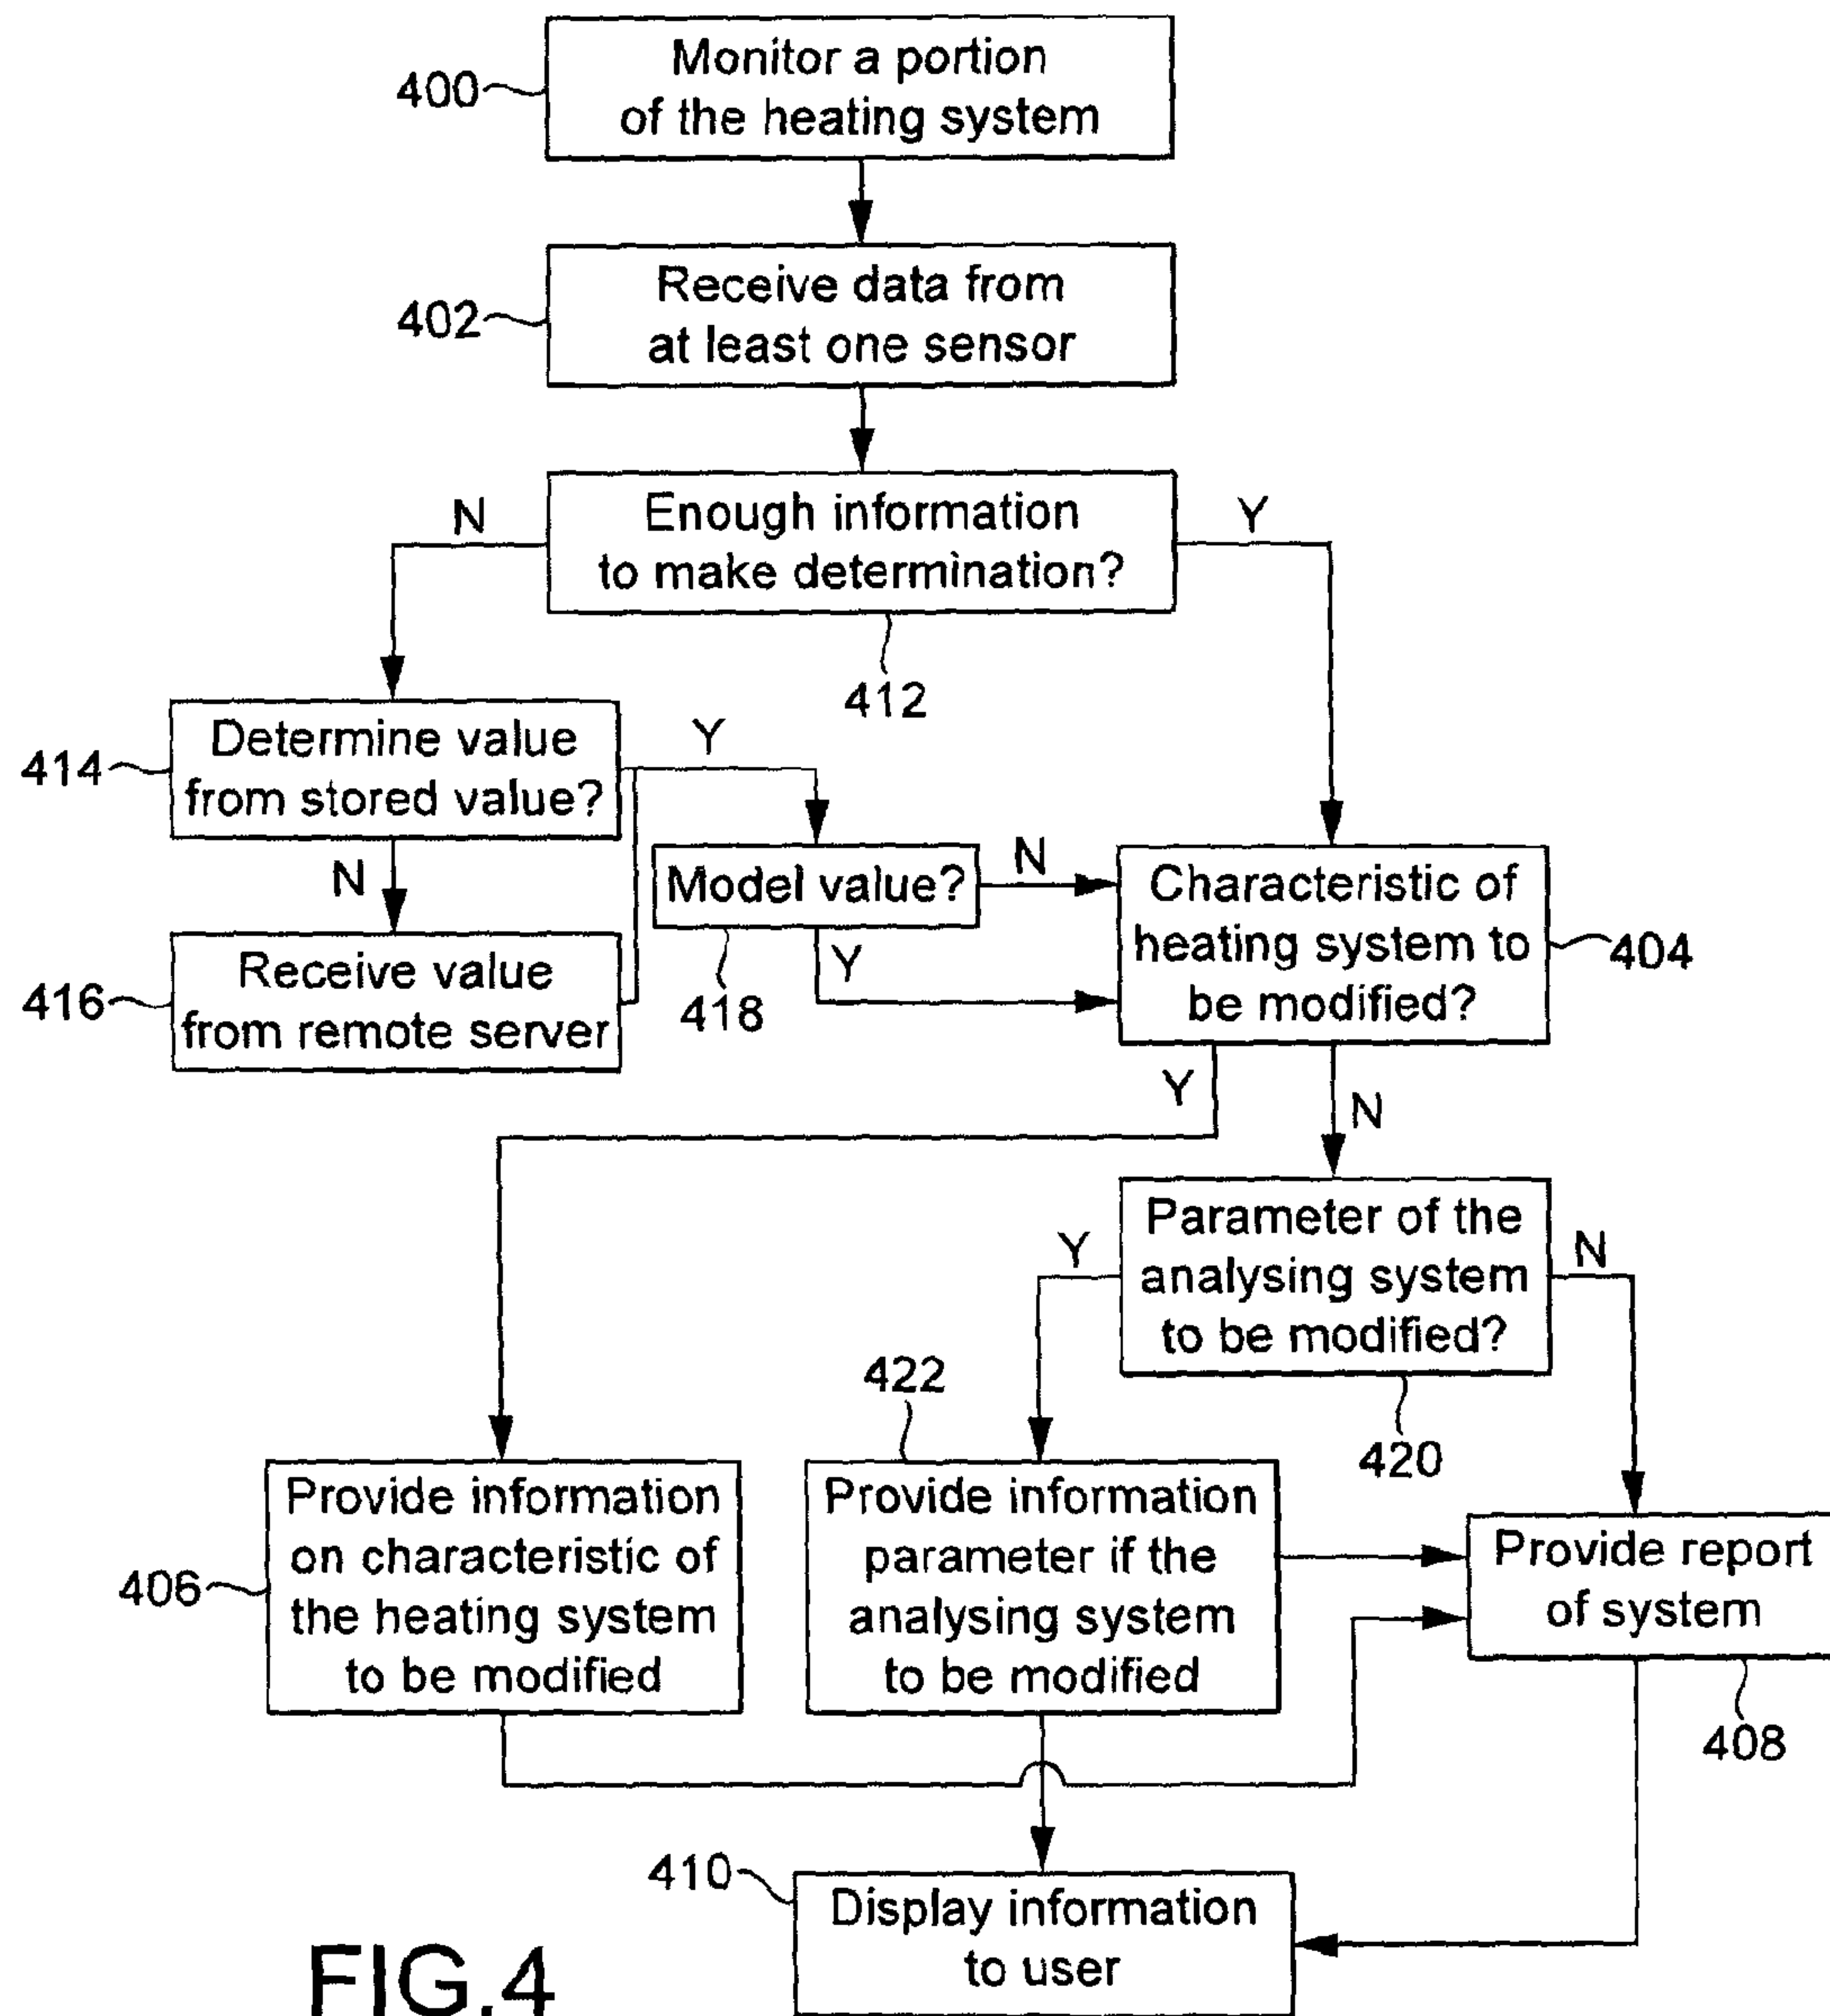 Monitor a portion
of the heating system
400
Receive data from
at least one sensor
402
Enough information
to make determination?
N
Y
412
Determine value
from stored value?
414
Y
N
Model value?
N
Y
418
Characteristic of
heating system to
be modified?
404
Receive value
from remote server
416
Y
N
Parameter of the
analysing system
to be modified?
Y
N
420
422
Provide information
on characteristic of
the heating system
to be modified
406
Provide information
parameter if the
analysing system
to be modified
Provide report
of system
408
410
Display information
to user
FIG.4